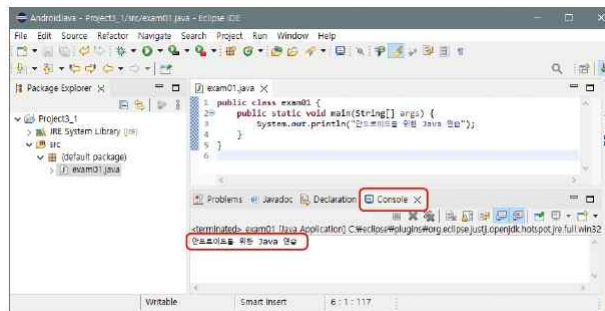 AndroidJava - Project3_1/src/exam01.java - Eclipse IDE
File Edit Source Refactor Navigate Search Project Run Window Help
Package Explorer
Project3_1
JRE System Library [jre]
src
(default package)
exam01.java
exam01.java
1 public class exam01 {
2 public static void main(String[] args) {
3 System.out.println("안드로이드를 위한 Java 연습");
4 }
5 }
6
Problems Javadoc Declaration Console
<terminated> exam01 [Java Application] C:\eclipse\plugins\org.eclipse.justj.openjdk.hotspot.jre.full.win32
안드로이드를 위한 Java 연습
Writable Smart Insert 6 : 1 : 117